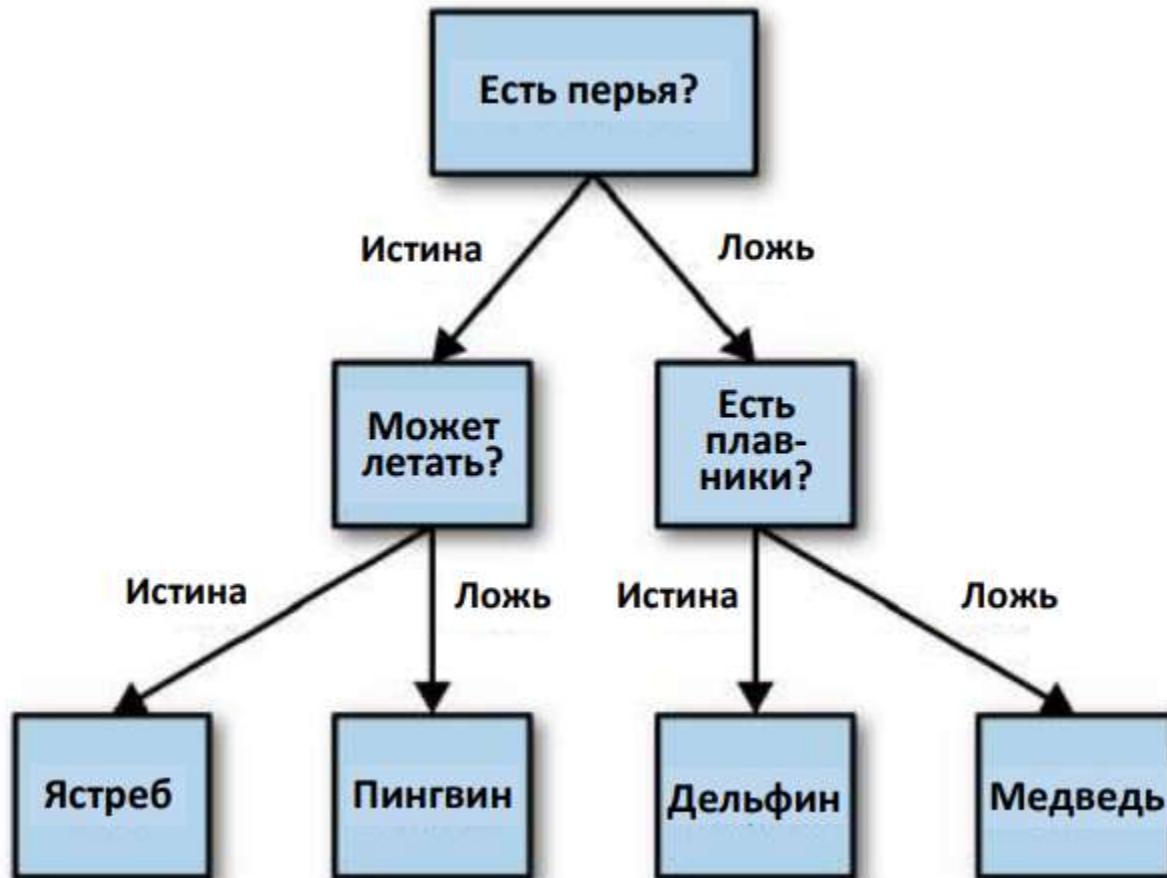 Есть перья?
Истина
Ложь
Может
летать?
Есть
плав-
ники?
Истина
Ложь
Истина
Ложь
Ястреб
Пингвин
Дельфин
Медведь